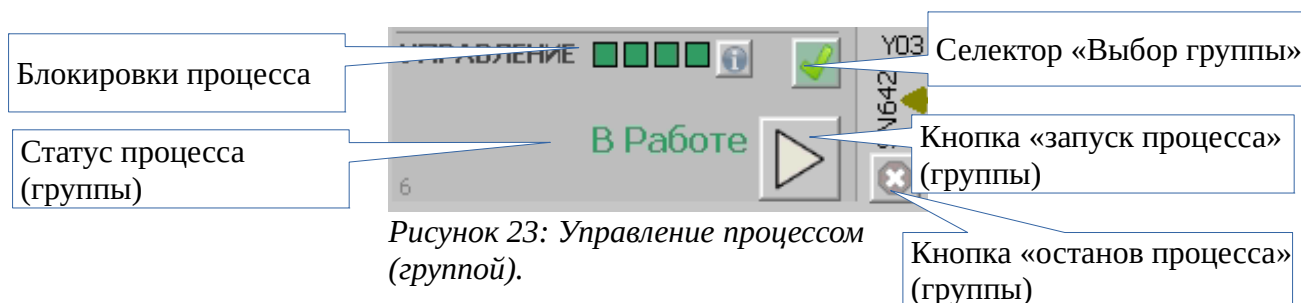 Блокировки процесса
УПРАВЛЕНИЕ
Y03
Селектор «Выбор группы»
Статус процесса
(группы)
В Работе
N642
Кнопка «запуск процесса»
(группы)
6
Рисунок 23: Управление процессом
(группой).
Кнопка «останов процесса»
(группы)